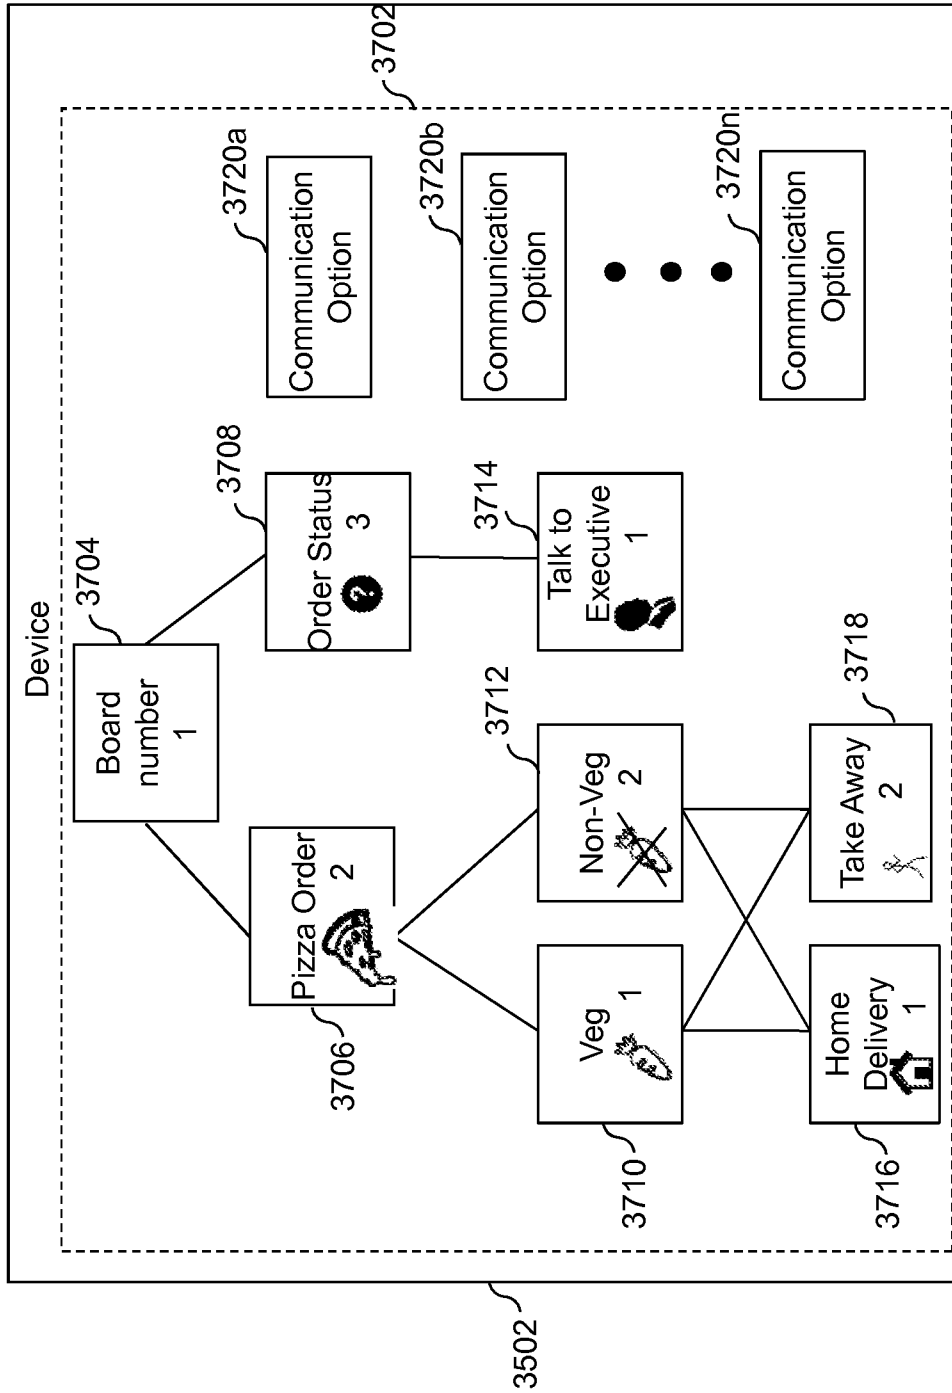 Device
3502
3702
3704
Board
number
1
3706
Pizza Order
2
3708
Order Status
3
?
3710
Veg
1
3712
Non-Veg
2
3714
Talk to
Executive
1
3716
Home
Delivery
1
3718
Take Away
2
3720a
Communication
Option
3720b
Communication
Option
3720n
Communication
Option